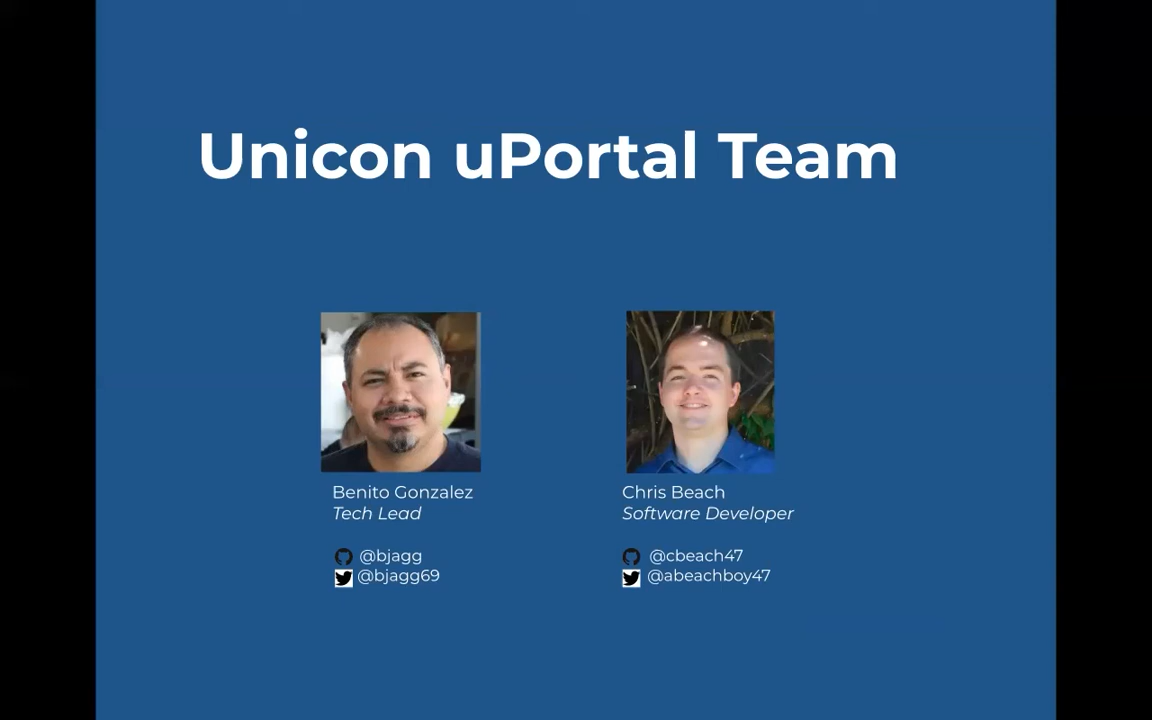 Unicon uPortal Team
Benito Gonzalez
Tech Lead
@bjagg
@bjagg69
Chris Beach
Software Developer
@cbeach47
@abeachboy47